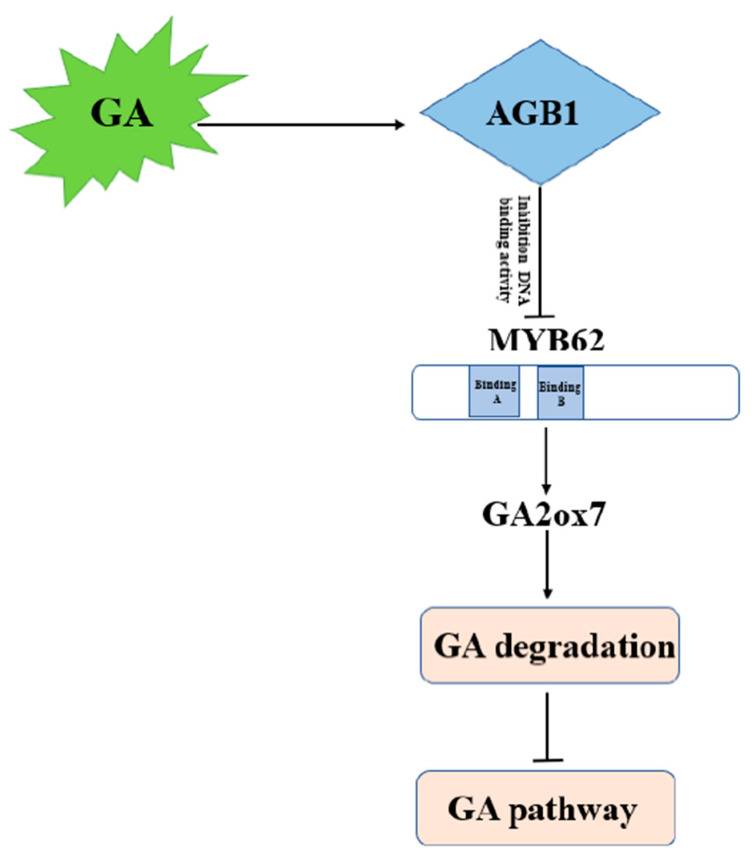 GA
AGB1
Inhibition DNA
binding activity
MYB62
Binding
A
Binding
B
GA2ox7
GA degradation
GA pathway